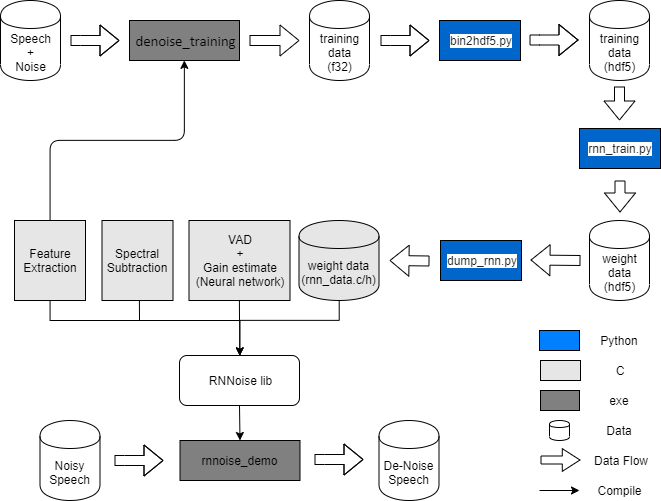 Speech
+
Noise
denoise_training
training
data
(f32)
bin2hdf5.py
training
data
(hdf5)
rnn_train.py
Feature
Extraction
Spectral
Subtraction
VAD
+
Gain estimate
(Neural network)
weight data
(rnn_data.c/h)
dump_rnn.py
weight
data
(hdf5)
RNNoise lib
Noisy
Speech
rnnoise_demo
De-Noise
Speech
Python
C
exe
Data
Data Flow
Compile